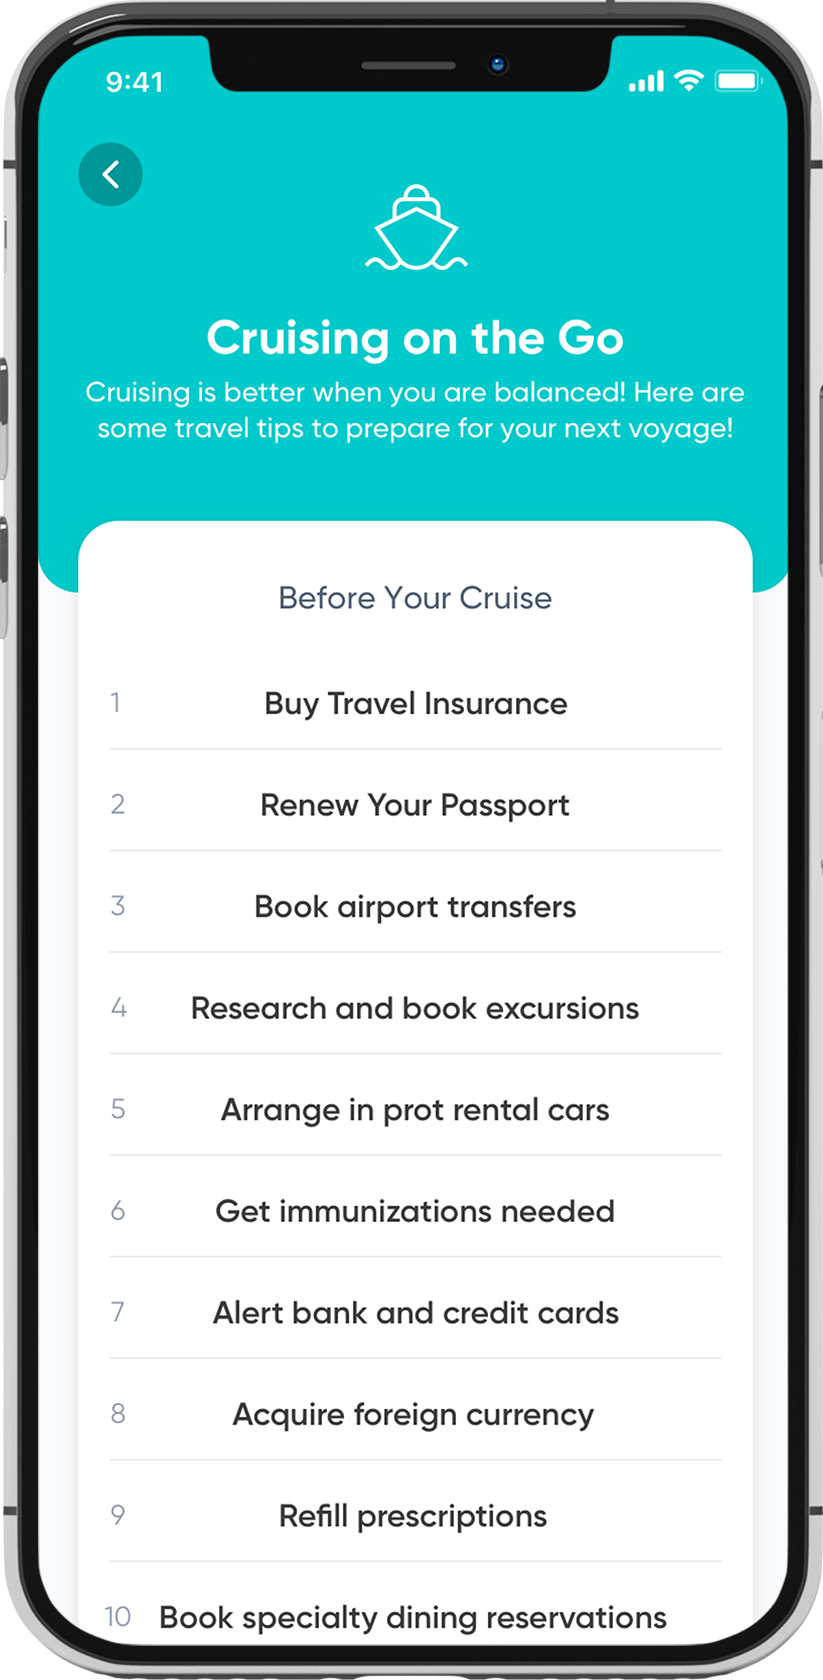 9:41
Cruising on the Go
Cruising is better when you are balanced! Here are
some travel tips to prepare for your next voyage!
Before Your Cruise
1 Buy Travel Insurance
2 Renew Your Passport
3 Book airport transfers
4 Research and book excursions
5 Arrange in prot rental cars
6 Get immunizations needed
7 Alert bank and credit cards
8 Acquire foreign currency
9 Refill prescriptions
10 Book specialty dining reservations